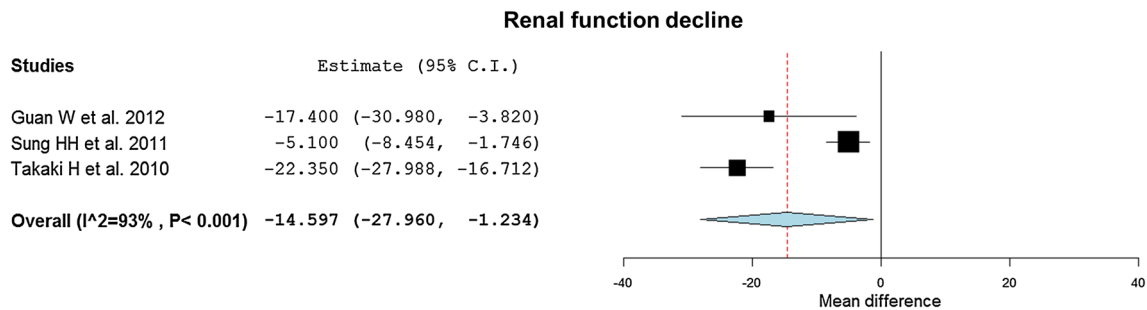 Renal function decline
Studies Estimate (95% C.I.)
Guan W et al. 2012 -17.400 (-30.980, -3.820)
Sung HH et al. 2011 -5.100 (-8.454, -1.746)
Takaki H et al. 2010 -22.350 (-27.988, -16.712)
Overall (I^2=93% , P< 0.001) -14.597 (-27.960, -1.234)
-40 -20 0 20 40
Mean difference